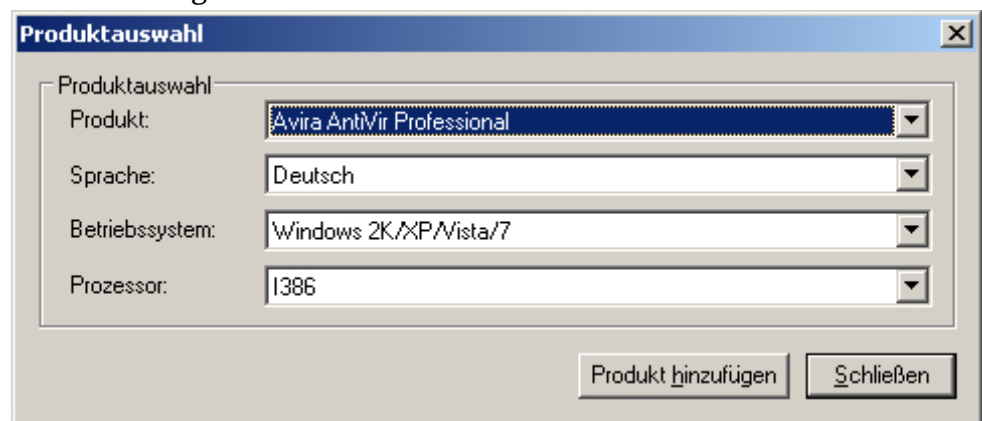 Produktauswahl
Produktauswahl
Produkt: Avira AntiVir Professional
Sprache: Deutsch
Betriebssystem: Windows 2K/XP/Vista/7
Prozessor: I386
Produkt hinzufügen Schließen